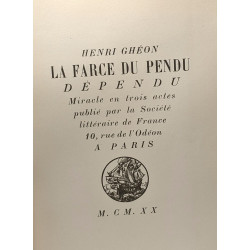 HENRI GHÉON
LA FARCE DU PENDU
DÉPENDU
Miracle en trois actes
publié par la Société
littéraire de France
10, rue de l'Odéon
A PARIS
M. CM. XX